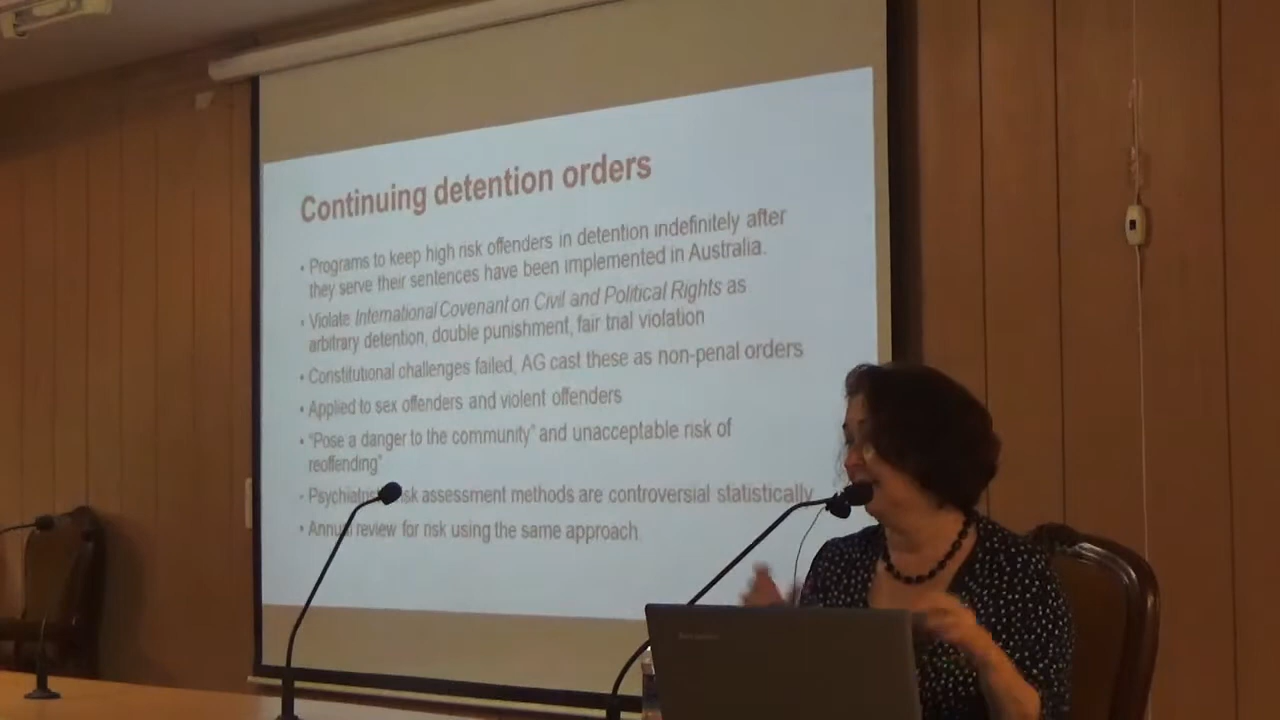 Continuing detention orders
• Programs to keep high risk offenders in detention indefinitely after
they serve their sentences have been implemented in Australia.
• Violate International Covenant on Civil and Political Rights as
arbitrary detention, double punishment, fair trial violation
• Constitutional challenges failed, AG cast these as non-penal orders
• Applied to sex offenders and violent offenders
• "Pose a danger to the community" and unacceptable risk of
reoffending"
• assessment methods are controversial statistically
• review for risk using the same approach